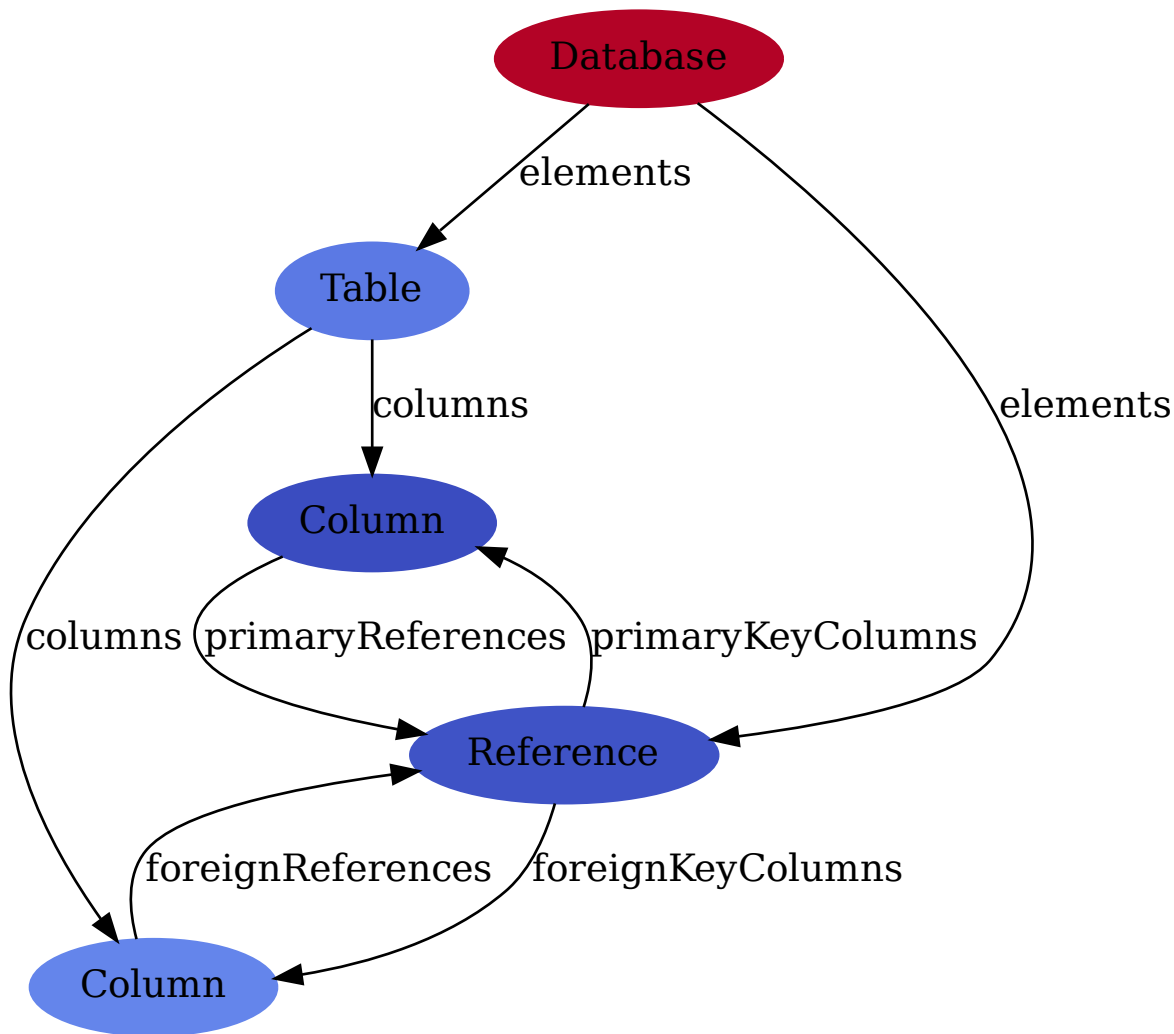 Database
elements
Table
columns
elements
Column
columns
primaryReferences
primaryKeyColumns
Reference
foreignReferences
foreignKeyColumns
Column